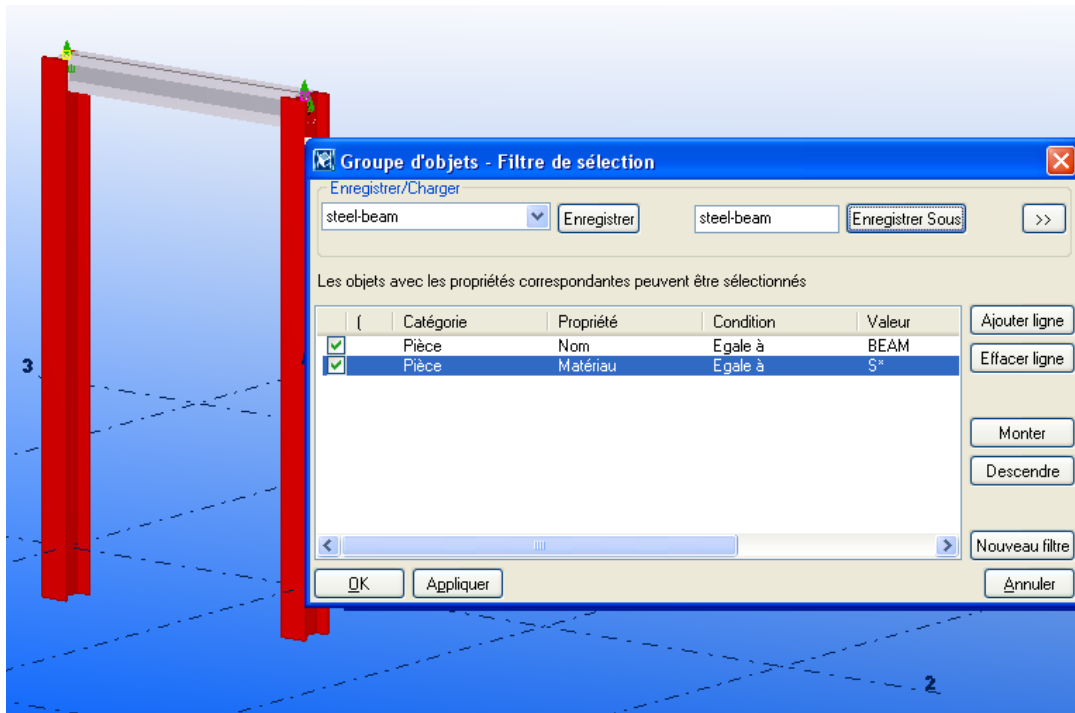 Groupe d'objets - Filtre de sélection
Enregistrer/Charger
steel-beam Enregistrer steel-beam Enregistrer Sous >>
Les objets avec les propriétés correspondantes peuvent être sélectionnés
( Catégorie Propriété Condition Valeur Ajouter ligne
Pièce Nom Egale à BEAM
Pièce Matériau Egale à S* Effacer ligne
3
Monter
Descendre
Nouveau filtre
OK Appliquer Annuler
2